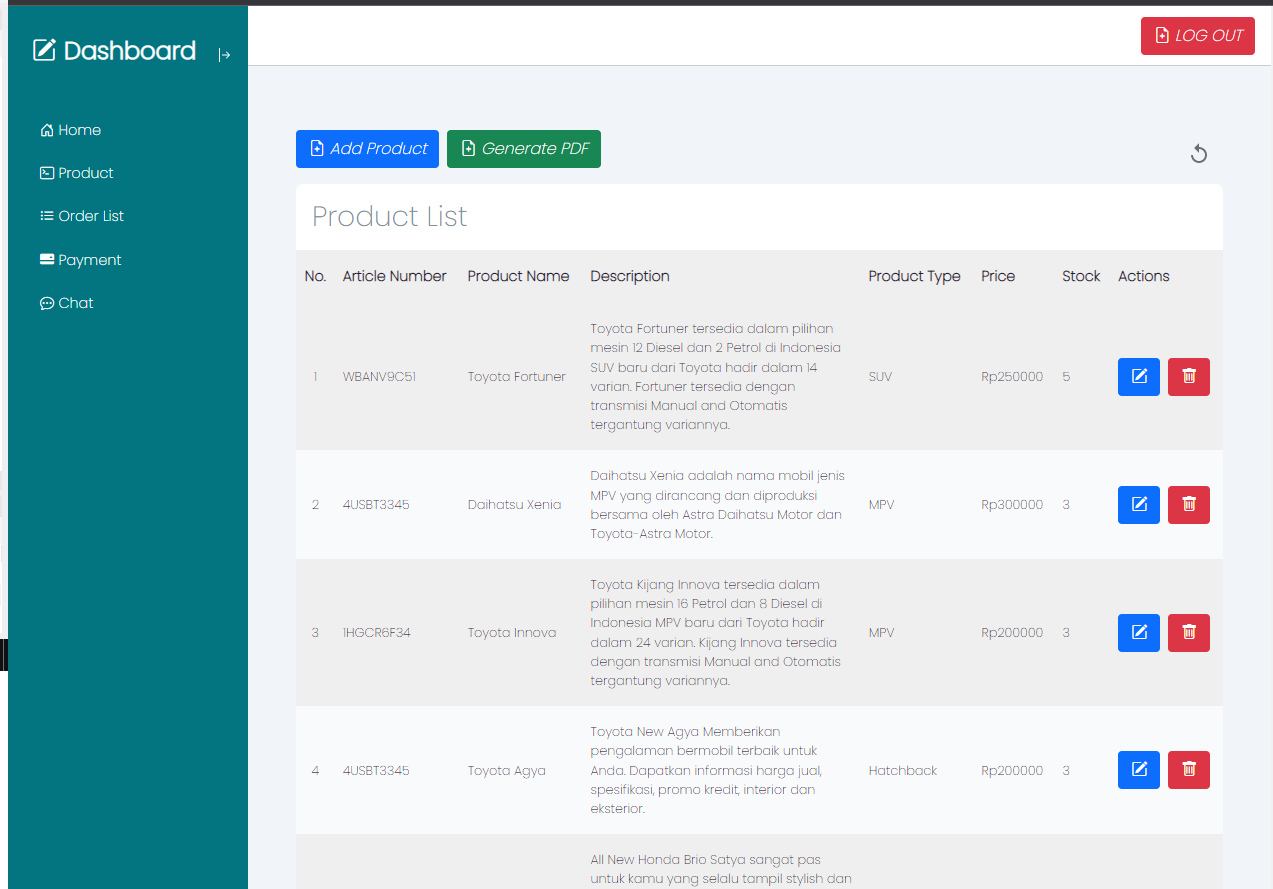 Dashboard
LOG OUT
Home
Product
Order List
Payment
Chat
Add Product
Generate PDF
Product List
No. Article Number Product Name Description Product Type Price Stock Actions
Toyota Fortuner tersedia dalam pilihan
mesin 12 Diesel dan 2 Petrol di Indonesia
SUV baru dari Toyota hadir dalam 14
1 WBANV9C51 Toyota Fortuner varian. Fortuner tersedia dengan SUV Rp250000 5
transmisi Manual and Otomatis
tergantung variannya.
Daihatsu Xenia adalah nama mobil jenis
MPV yang dirancang dan diproduksi
2 4USBT3345 Daihatsu Xenia bersama oleh Astra Daihatsu Motor dan MPV Rp300000 3
Toyota-Astra Motor.
Toyota Kijang Innova tersedia dalam
pilihan mesin 16 Petrol dan 8 Diesel di
Indonesia MPV baru dari Toyota hadir
3 1HGCR6F34 Toyota Innova dalam 24 varian. Kijang Innova tersedia MPV Rp200000 3
dengan transmisi Manual and Otomatis
tergantung variannya.
Toyota New Agya Memberikan
pengalaman bermobil terbaik untuk
4 4USBT3345 Toyota Agya Anda. Dapatkan informasi harga jual, Hatchback Rp200000 3
spesifikasi, promo kredit, interior dan
eksterior.
All New Honda Brio Satya sangat pas
untuk kamu yang selalu tampil stylish dan